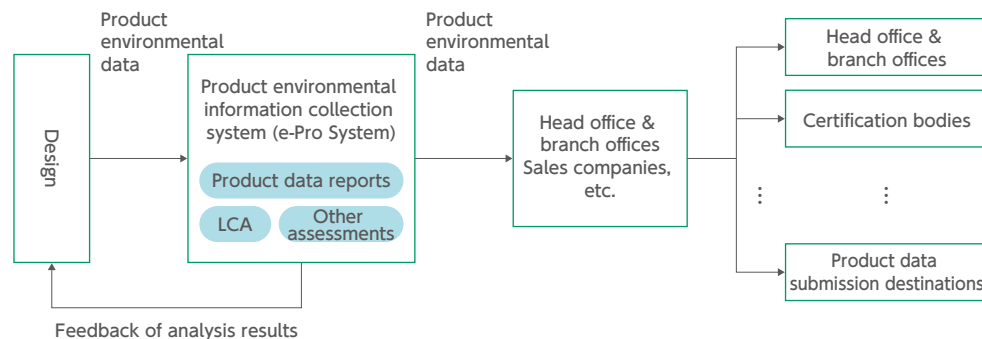 Product
environmental
data
Product
environmental
data
Design
Product environmental
information collection
system (e-Pro System)
Product data reports
LCA
Other
assessments
Head office &
branch offices
Sales companies,
etc.
Head office &
branch offices
Certification bodies
⋮
⋮
Product data
submission destinations
Feedback of analysis results